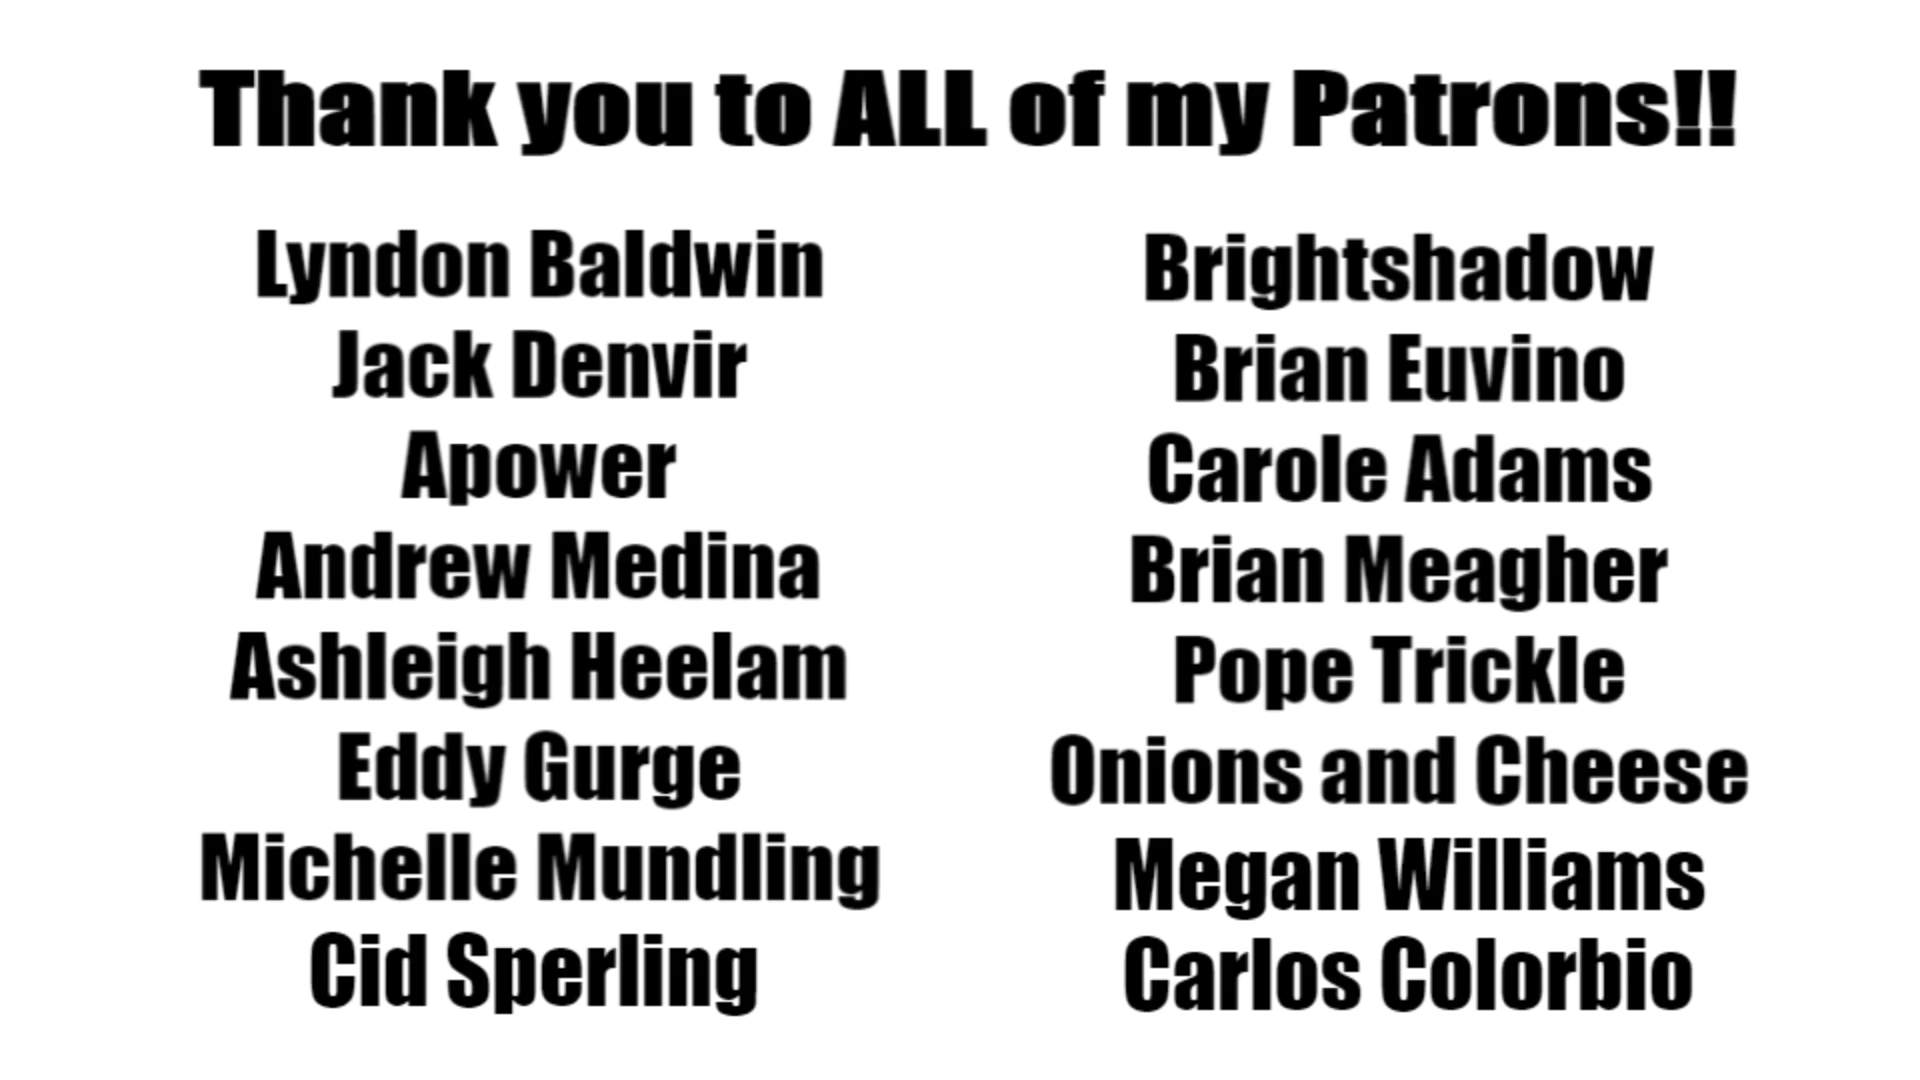 Thank you to ALL of my Patrons!!
Lyndon Baldwin
Jack Denvir
Apower
Andrew Medina
Ashleigh Heelam
Eddy Gurge
Michelle Mundling
Cid Sperling
Brightshadow
Brian Euvino
Carole Adams
Brian Meagher
Pope Trickle
Onions and Cheese
Megan Williams
Carlos Colorbio